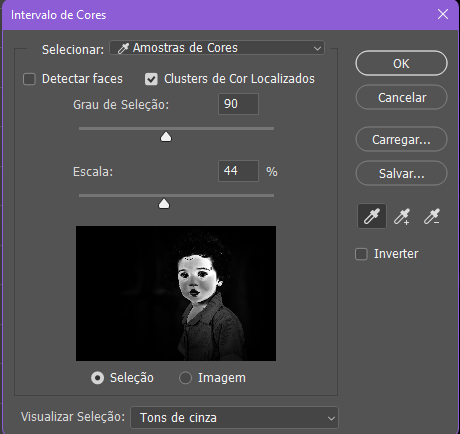 Intervalo de Cores
Selecionar: Amostras de Cores
OK
Detectar faces Clusters de Cor Localizados
Cancelar
Grau de Seleção: 90
Carregar...
Escala: 44 %
Salvar...
Inverter
Seleção Imagem
Visualizar Seleção: Tons de cinza